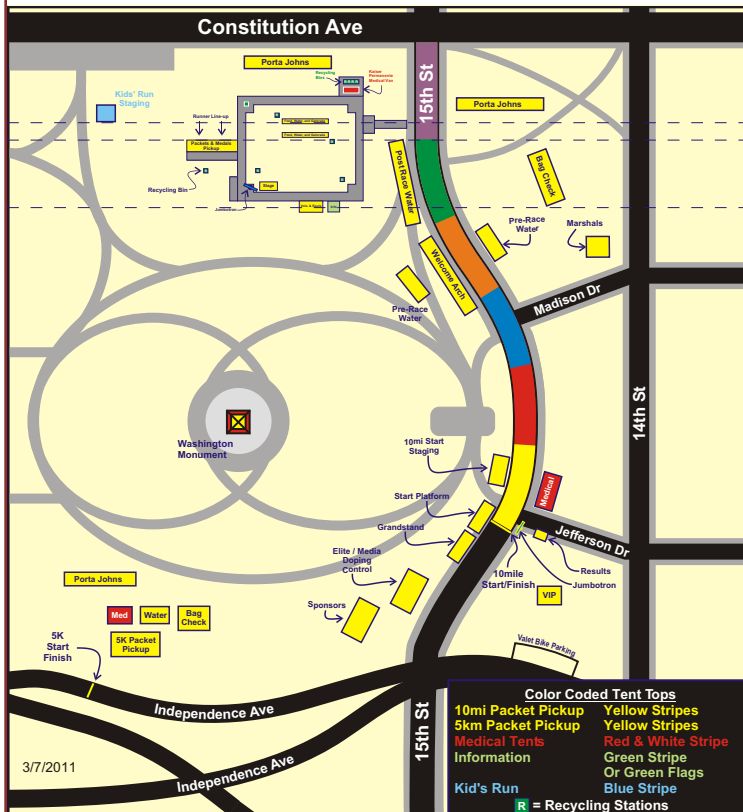 Constitution Ave
Porta Johns
Recycling
Bins
Kaiser
Permanente
Medical Van
15th St
Kids' Run
Staging
Porta Johns
Runner Line-up
Packets & Medals
Pickup
Post Race Water
Bag Check
Recycling Bin
Stage
Jumbotron
Pre-Race
Water
Marshals
Welcome Arch
Pre-Race
Water
Madison Dr
14th St
Washington
Monument
10mi Start
Staging
Medical
Start Platform
Grandstand
Jefferson Dr
Elite / Media
Doping
Control
10mile
Start/Finish
Results
Jumbotron
VIP
Porta Johns
Sponsors
Med
Water
Bag
Check
5K Packet
Pickup
5K
Start
Finish
Valet Bike Parking
Independence Ave
15th St
Independence Ave
3/7/2011
Color Coded Tent Tops
10mi Packet Pickup Yellow Stripes
5km Packet Pickup Yellow Stripes
Medical Tents Red & White Stripe
Information Green Stripe
Or Green Flags
Kid's Run Blue Stripe
R = Recycling Stations